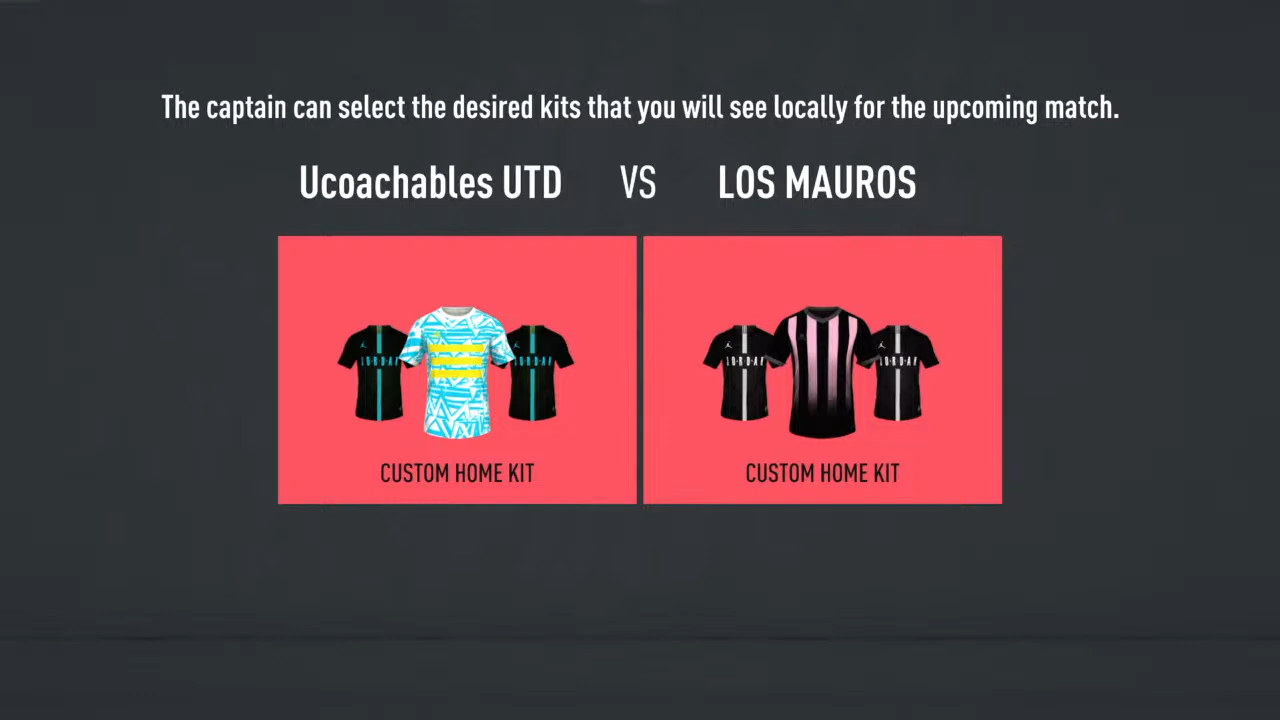 The captain can select the desired kits that you will see locally for the upcoming match.
Ucoachables UTD VS LOS MAUROS
CUSTOM HOME KIT
CUSTOM HOME KIT